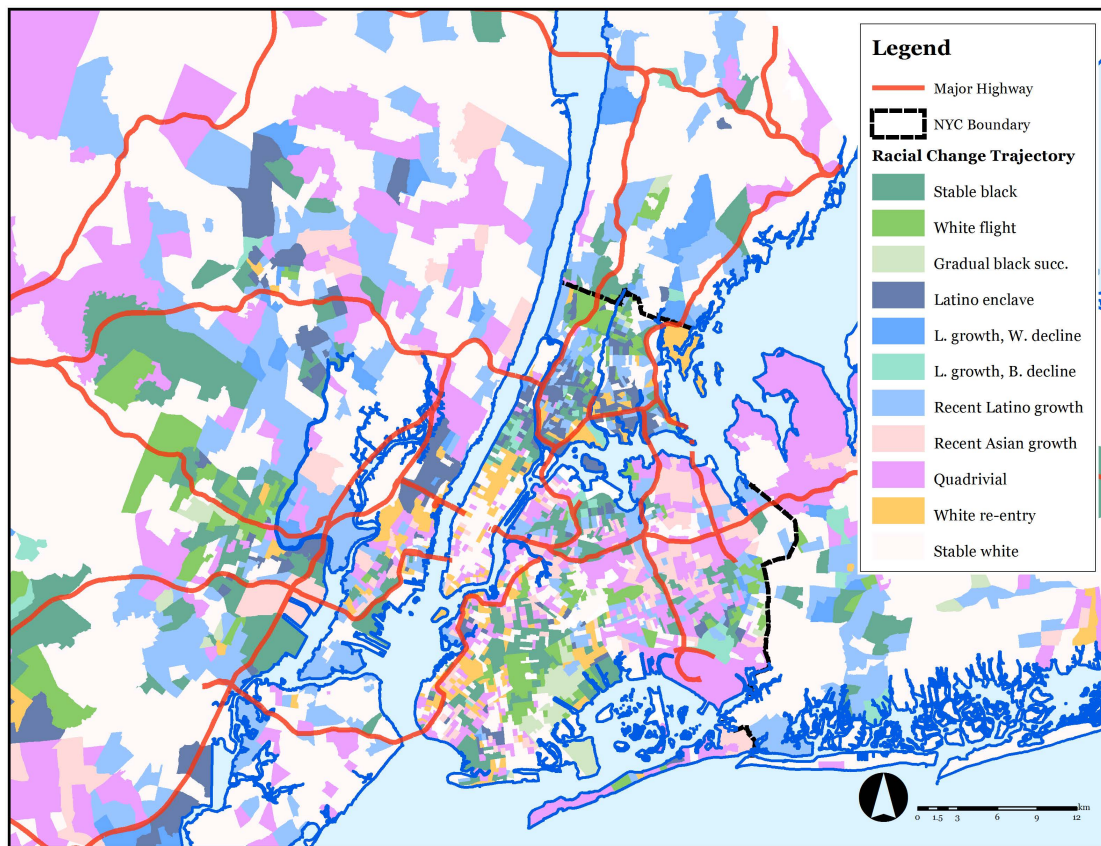 Legend
Major Highway
NYC Boundary
Racial Change Trajectory
Stable black
White flight
Gradual black succ.
Latino enclave
L. growth, W. decline
L. growth, B. decline
Recent Latino growth
Recent Asian growth
Quadrivial
White re-entry
Stable white
km
0 1.5 3 6 9 12